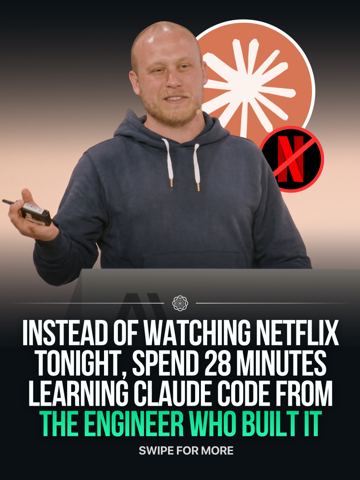 N
INSTEAD OF WATCHING NETFLIX
TONIGHT, SPEND 28 MINUTES
LEARNING CLAUDE CODE FROM
THE ENGINEER WHO BUILT IT
SWIPE FOR MORE